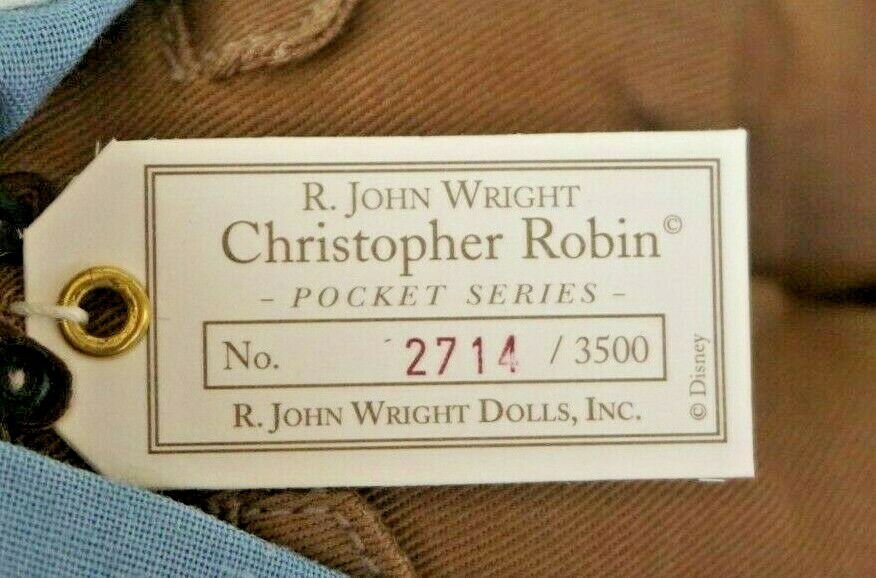 R. JOHN WRIGHT
Christopher Robin©
- POCKET SERIES -
No. 2714 / 3500
R. JOHN WRIGHT DOLLS, INC.
© Disney